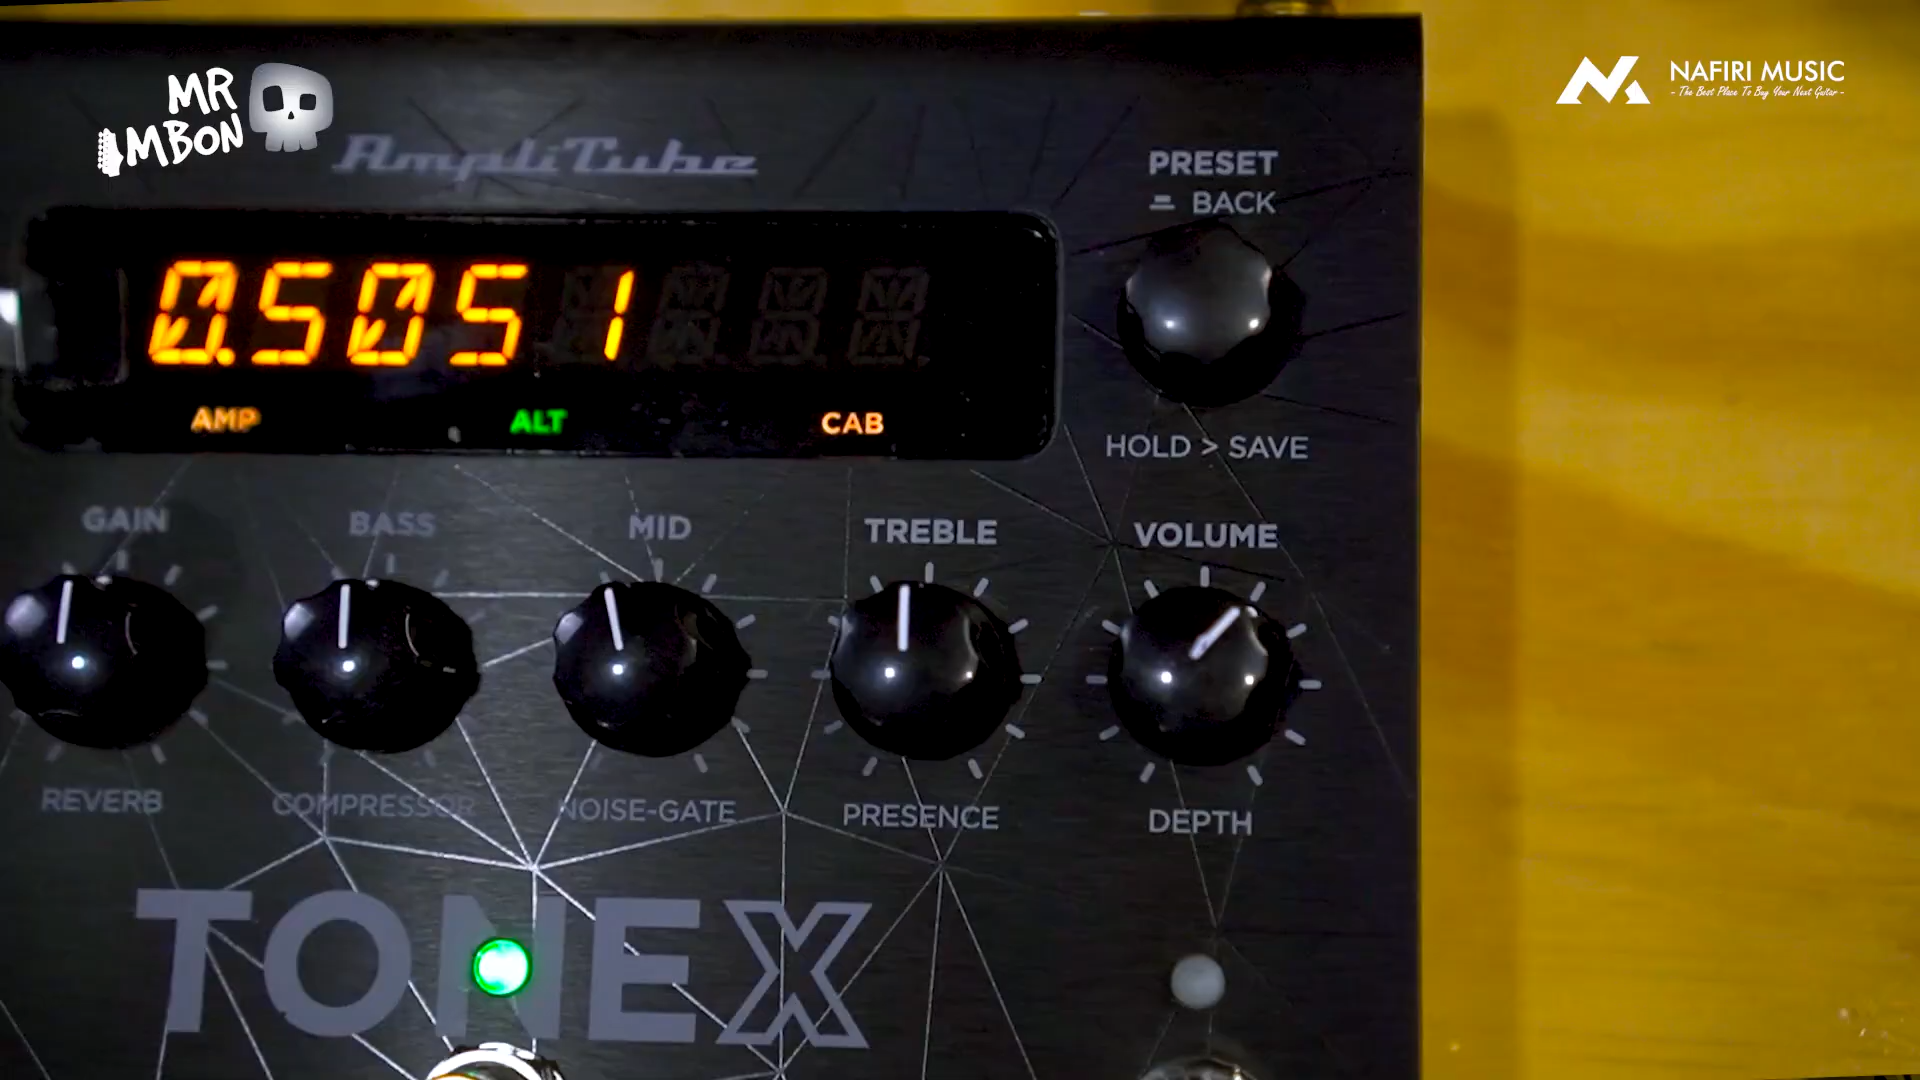 MR
MBON
NAFIRI MUSIC
- The Best Place To Buy Your Next Guitar -
AmpliTube
PRESET
BACK
0.505 1
AMP ALT CAB
HOLD > SAVE
GAIN BASS MID TREBLE VOLUME
REVERB COMPRESSOR NOISE-GATE PRESENCE DEPTH
TONEX